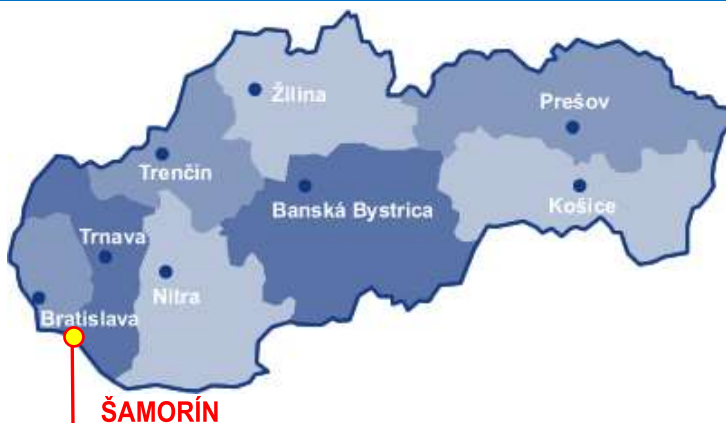 Žilina
Prešov
Trenčín
Banská Bystrica
Košice
Trnava
Nitra
Bratislava
ŠAMORÍN